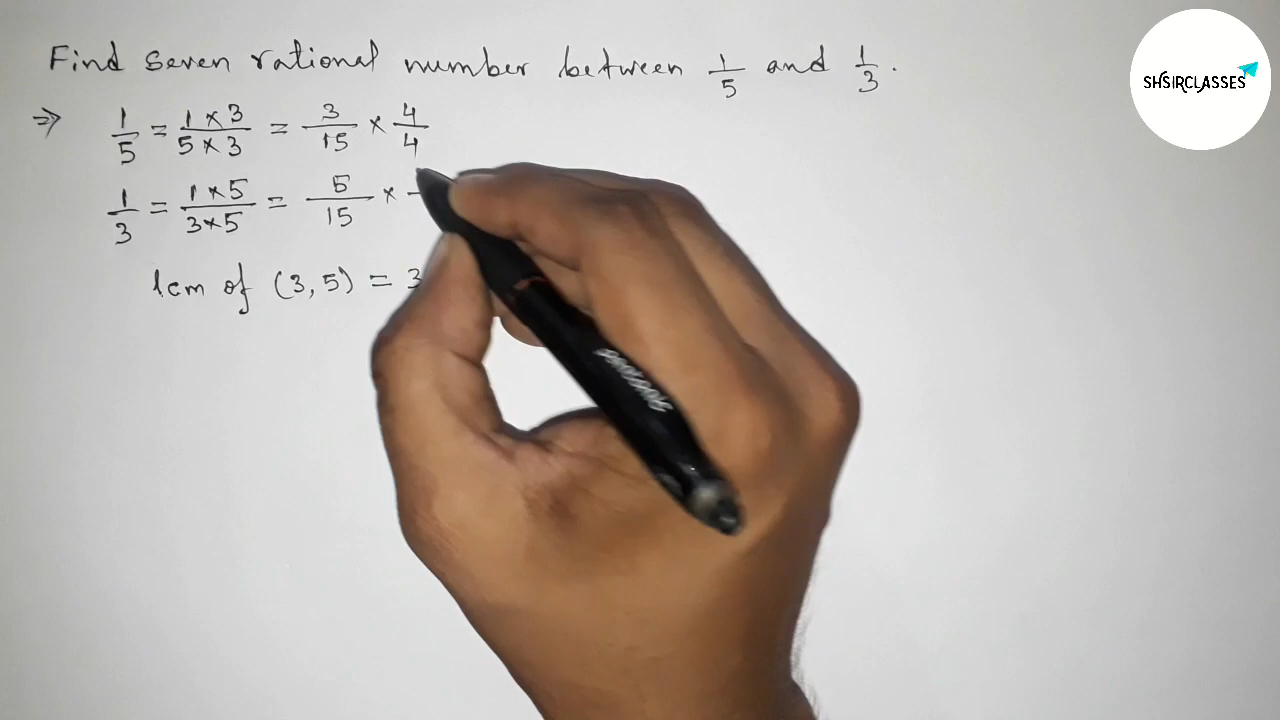 Find seven rational number between 1/5 and 1/3.
SHSIRCLASSES
⇒ 1/5 = 1×3/5×3 = 3/15 × 4/4
1/3 = 1×5/3×5 = 5/15 ×
lcm of (3,5) = 3